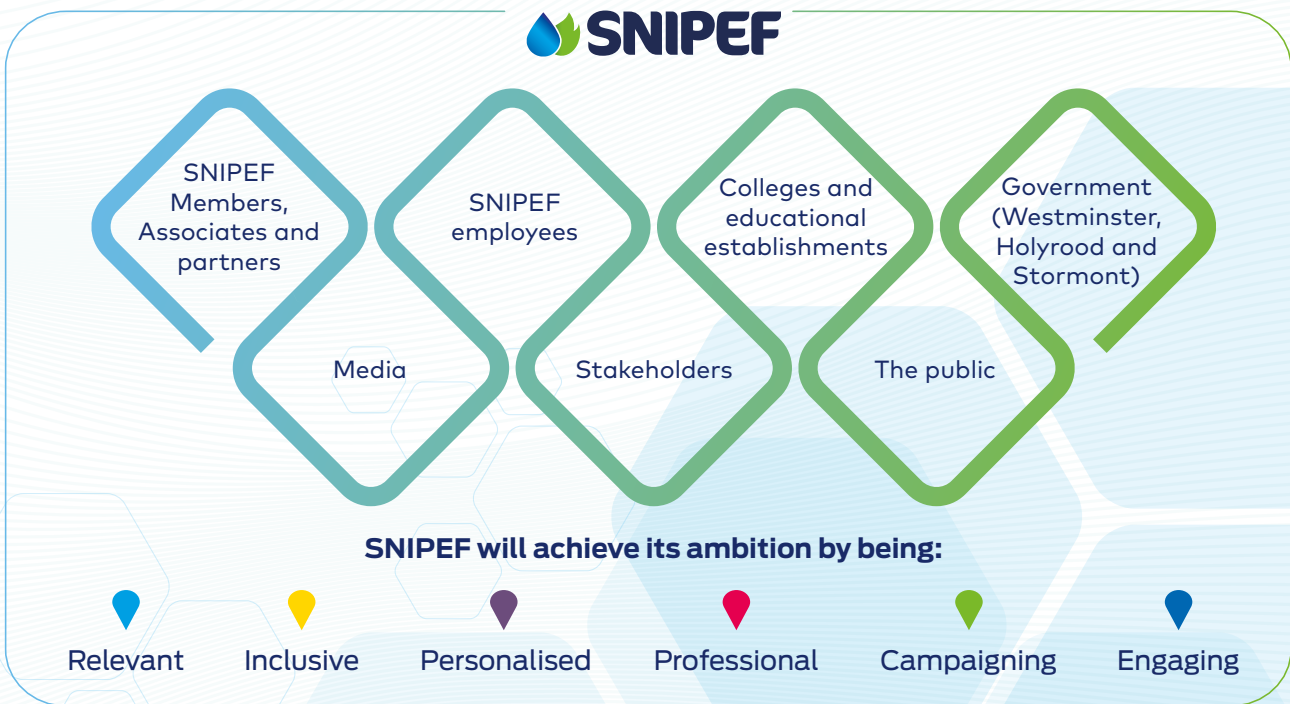 SNIPEF
SNIPEF
Members,
Associates and
partners
SNIPEF
employees
Colleges and
educational
establishments
Government
(Westminster,
Holyrood and
Stormont)
Media
Stakeholders
The public
SNIPEF will achieve its ambition by being:
Relevant
Inclusive
Personalised
Professional
Campaigning
Engaging